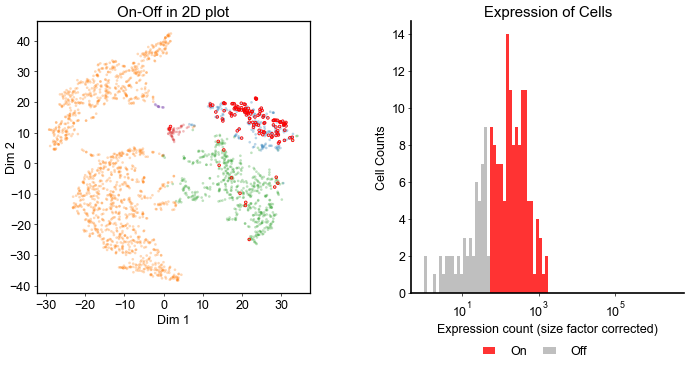 On-Off in 2D plot
Expression of Cells
40
30
20
10
0
−10
−20
−30
−40
Dim 2
−30 −20 −10 0 10 20 30
Dim 1
14
12
10
8
6
4
2
0
Cell Counts
10^1 10^3 10^5
Expression count (size factor corrected)
On Off